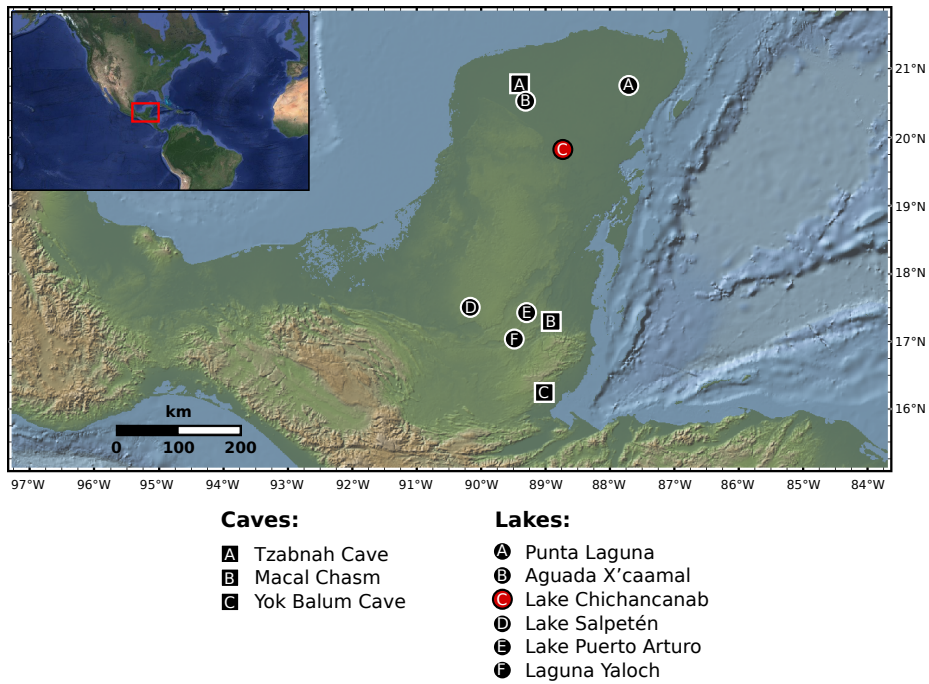 A
B
A
C
D
E
B
F
C
21°N
20°N
19°N
18°N
17°N
16°N
km
0 100 200
97°W 96°W 95°W 94°W 93°W 92°W 91°W 90°W 89°W 88°W 87°W 86°W 85°W 84°W
Caves:
A Tzabnah Cave
B Macal Chasm
C Yok Balum Cave
Lakes:
A Punta Laguna
B Aguada X'caamal
C Lake Chichancanab
D Lake Salpetén
E Lake Puerto Arturo
F Laguna Yaloch